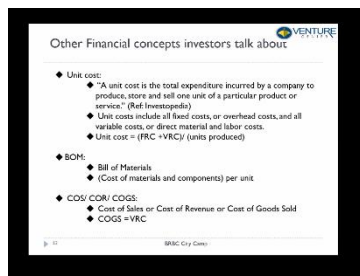 VENTURE
Other Financial concepts investors talk about
Unit cost:
"A unit cost is the total expenditure incurred by a company to
produce, store and sell one unit of a particular product or
service." (Ref: Investopedia)
Unit costs include all fixed costs, or overhead costs, and all
variable costs, or direct material and labor costs.
Unit cost = (FRC +VRC)/ (units produced)
BOM:
Bill of Materials
(Cost of materials and components) per unit
COS/ COR/ COGS:
Cost of Sales or Cost of Revenue or Cost of Goods Sold
COGS =VRC